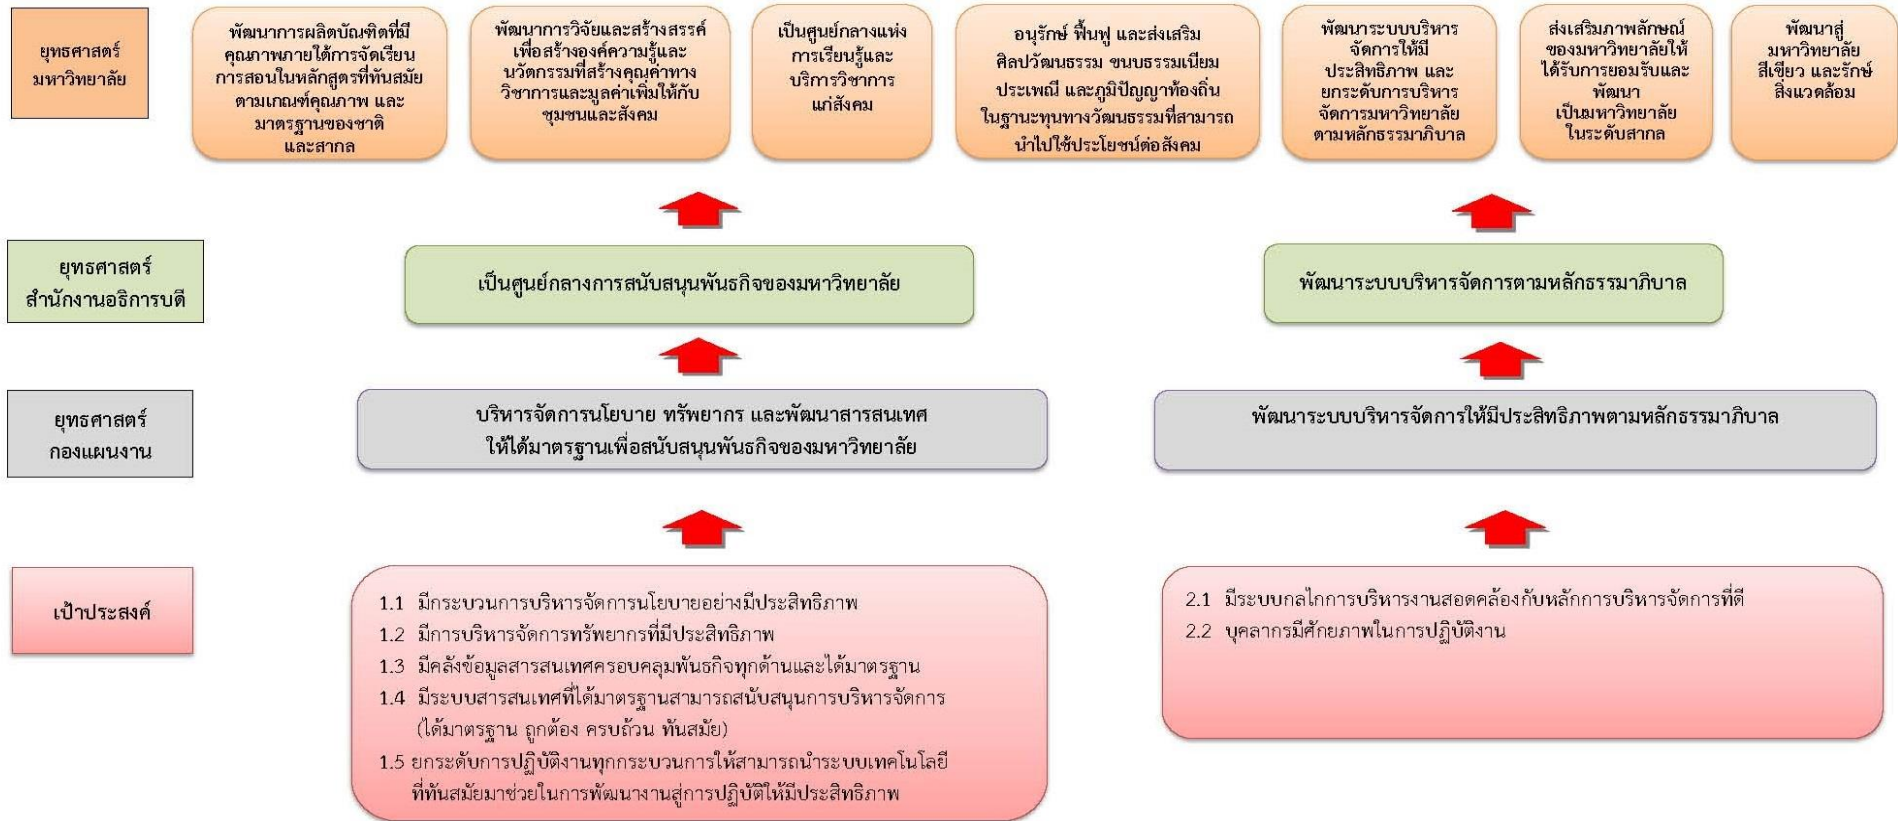 ยุทธศาสตร์
มหาวิทยาลัย
พัฒนาการผลิตบัณฑิตที่มี
คุณภาพภายใต้การจัดเรียน
การสอนในหลักสูตรที่ทันสมัย
ตามเกณฑ์คุณภาพ และ
มาตรฐานของชาติ
และสากล
พัฒนาการวิจัยและสร้างสรรค์
เพื่อสร้างองค์ความรู้และ
นวัตกรรมที่สร้างคุณค่าทาง
วิชาการและมูลค่าเพิ่มให้กับ
ชุมชนและสังคม
เป็นศูนย์กลางแห่ง
การเรียนรู้และ
บริการวิชาการ
แก่สังคม
อนุรักษ์ ฟื้นฟู และส่งเสริม
ศิลปวัฒนธรรม ขนบธรรมเนียม
ประเพณี และภูมิปัญญาท้องถิ่น
ในฐานะทุนทางวัฒนธรรมที่สามารถ
นำไปใช้ประโยชน์ต่อสังคม
พัฒนาระบบบริหาร
จัดการให้มี
ประสิทธิภาพ และ
ยกระดับการบริหาร
จัดการมหาวิทยาลัย
ตามหลักธรรมาภิบาล
ส่งเสริมภาพลักษณ์
ของมหาวิทยาลัยให้
ได้รับการยอมรับและ
พัฒนา
เป็นมหาวิทยาลัย
ในระดับสากล
พัฒนาสู่
มหาวิทยาลัย
สีเขียว และรักษ์
สิ่งแวดล้อม
ยุทธศาสตร์
สำนักงานอธิการบดี
เป็นศูนย์กลางการสนับสนุนพันธกิจของมหาวิทยาลัย
พัฒนาระบบบริหารจัดการตามหลักธรรมาภิบาล
ยุทธศาสตร์
กองแผนงาน
บริหารจัดการนโยบาย ทรัพยากร และพัฒนาสารสนเทศ
ให้ได้มาตรฐานเพื่อสนับสนุนพันธกิจของมหาวิทยาลัย
พัฒนาระบบบริหารจัดการให้มีประสิทธิภาพตามหลักธรรมาภิบาล
เป้าประสงค์
1.1 มีกระบวนการบริหารจัดการนโยบายอย่างมีประสิทธิภาพ
1.2 มีการบริหารจัดการทรัพยากรที่มีประสิทธิภาพ
1.3 มีคลังข้อมูลสารสนเทศครอบคลุมพันธกิจทุกด้านและได้มาตรฐาน
1.4 มีระบบสารสนเทศที่ได้มาตรฐานสามารถสนับสนุนการบริหารจัดการ
(ได้มาตรฐาน ถูกต้อง ครบถ้วน ทันสมัย)
1.5 ยกระดับการปฏิบัติงานทุกกระบวนการให้สามารถนำระบบเทคโนโลยี
ที่ทันสมัยมาช่วยในการพัฒนางานสู่การปฏิบัติให้มีประสิทธิภาพ
2.1 มีระบบกลไกการบริหารงานสอดคล้องกับหลักการบริหารจัดการที่ดี
2.2 บุคลากรมีศักยภาพในการปฏิบัติงาน